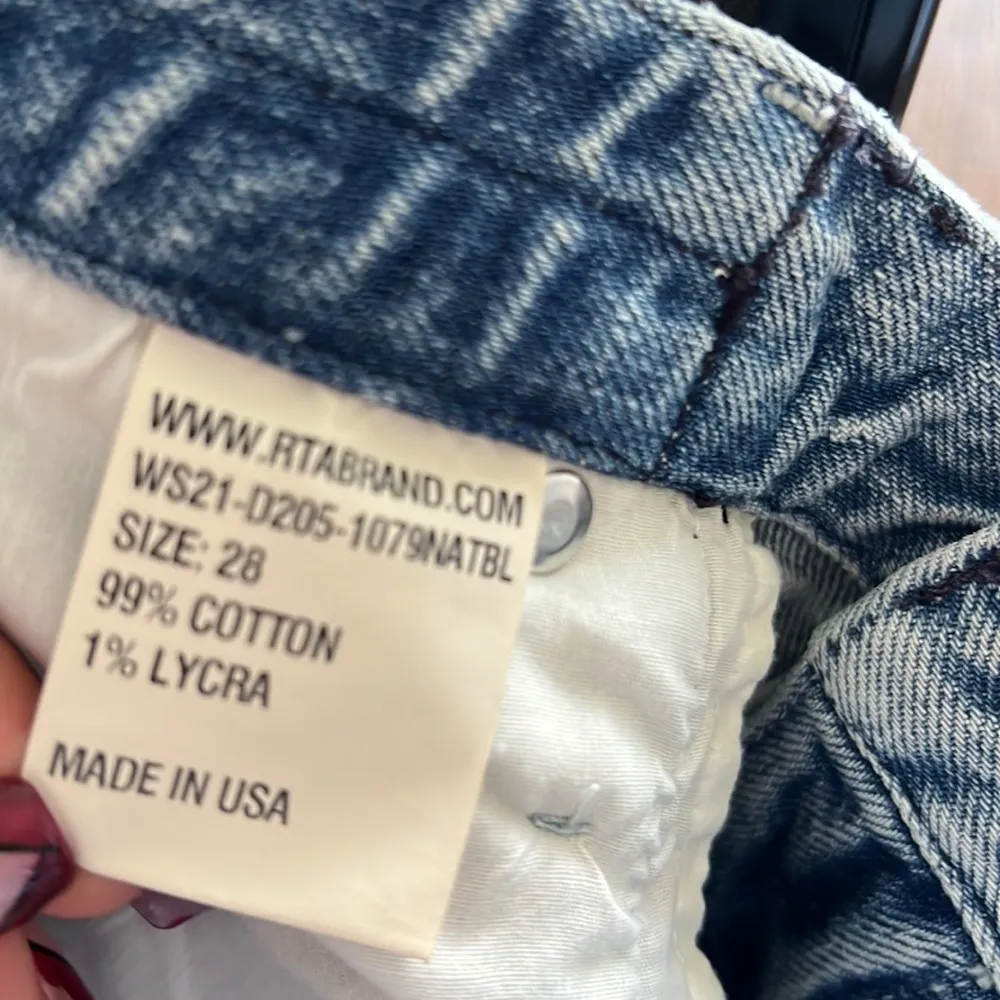 WWW.RTABRAND.COM
WS21-D205-1079NATBL
SIZE: 28
99% COTTON
1% LYCRA
MADE IN USA